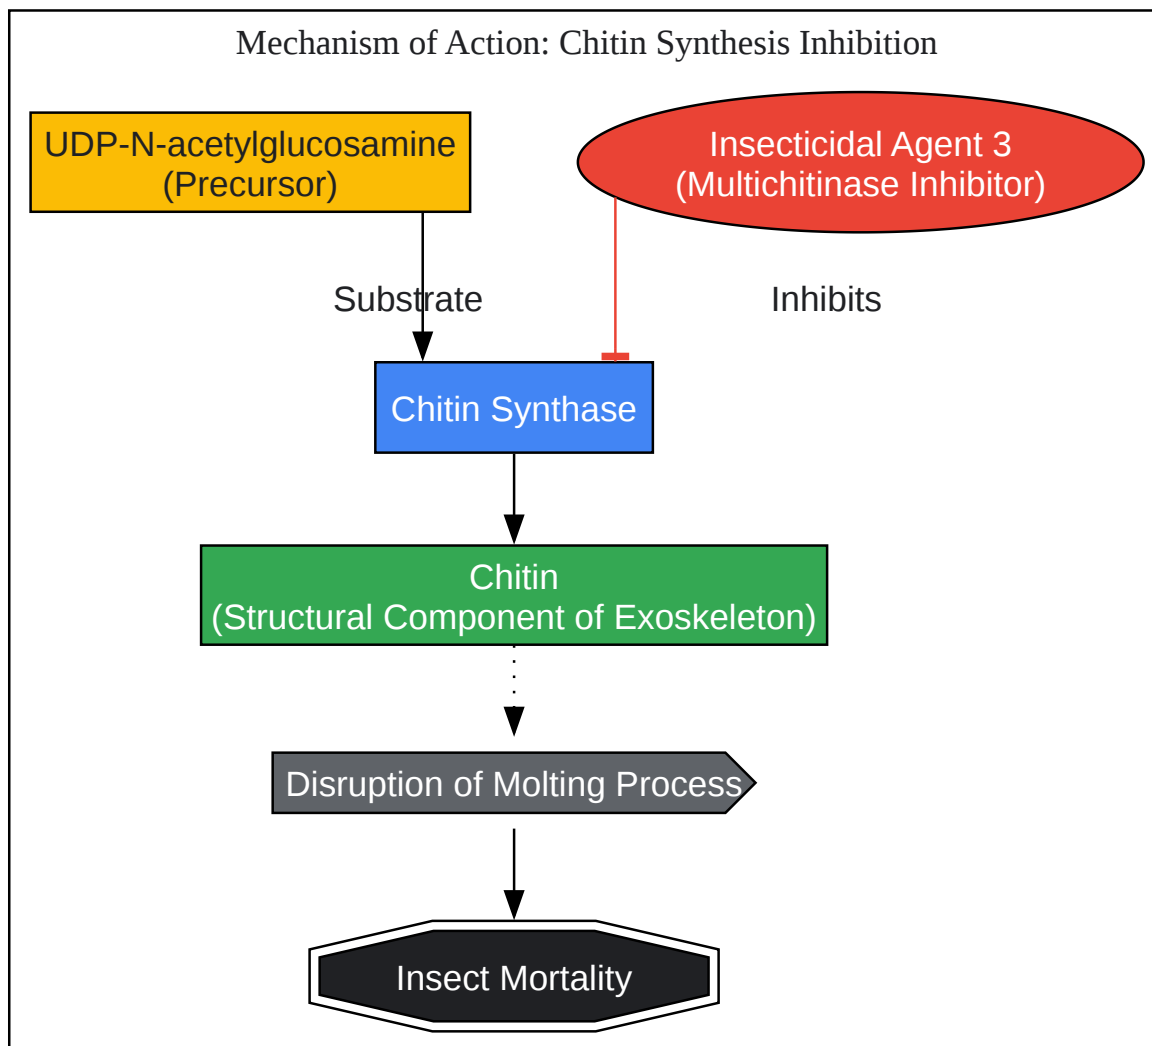 Mechanism of Action: Chitin Synthesis Inhibition
UDP-N-acetylglucosamine
(Precursor)
Insecticidal Agent 3
(Multichitinase Inhibitor)
Substrate
Inhibits
Chitin Synthase
Chitin
(Structural Component of Exoskeleton)
Disruption of Molting Process
Insect Mortality